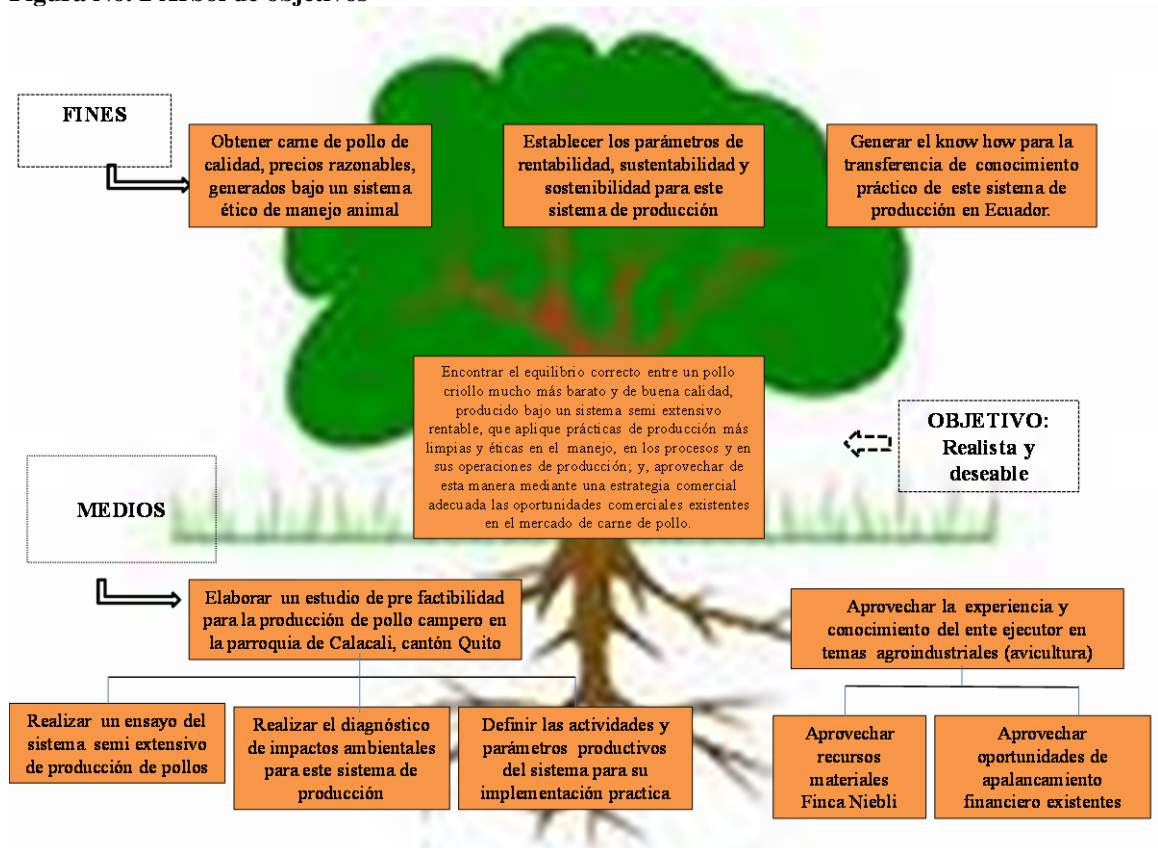 Figura No. 2 Árbol de objetivos
FINES
Obtener carne de pollo de
calidad, precios razonables,
generados bajo un sistema
ético de manejo animal
Establecer los parámetros de
rentabilidad, sustentabilidad y
sostenibilidad para este
sistema de producción
Generar el know how para la
transferencia de conocimiento
práctico de este sistema de
producción en Ecuador.
Encontrar el equilibrio correcto entre un pollo
criollo mucho más barato y de buena calidad,
producido bajo un sistema semi extensivo
rentable, que aplique prácticas de producción más
limpias y éticas en el manejo, en los procesos y en
sus operaciones de producción; y, aprovechar de
esta manera mediante una estrategia comercial
adecuada las oportunidades comerciales existentes
en el mercado de carne de pollo.
OBJETIVO:
Realista y
deseable
MEDIOS
Elaborar un estudio de pre factibilidad
para la producción de pollo campero en
la parroquia de Calacali, cantón Quito
Aprovechar la experiencia y
conocimiento del ente ejecutor en
temas agroindustriales (avicultura)
Realizar un ensayo del
sistema semi extensivo
de producción de pollos
Realizar el diagnóstico
de impactos ambientales
para este sistema de
producción
Definir las actividades y
parámetros productivos
del sistema para su
implementación practica
Aprovechar
recursos
materiales
Finca Niebli
Aprovechar
oportunidades de
apalancamiento
financiero existentes